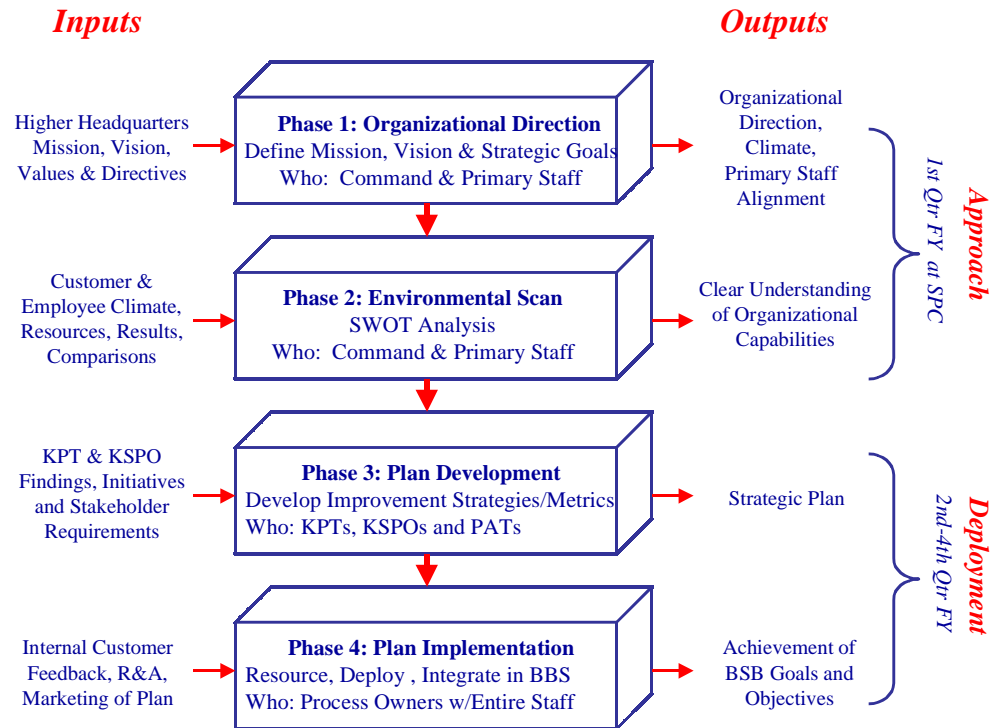 Inputs
Outputs
Higher Headquarters
Mission, Vision,
Values & Directives
Phase 1: Organizational Direction
Define Mission, Vision & Strategic Goals
Who:  Command & Primary Staff
Organizational
Direction,
Climate,
Primary Staff
Alignment
Customer &
Employee Climate,
Resources, Results,
Comparisons
Phase 2: Environmental Scan
SWOT Analysis
Who:  Command & Primary Staff
Clear Understanding
of Organizational
Capabilities
Approach
1st Qtr FY  at SPC
KPT & KSPO
Findings, Initiatives
and Stakeholder
Requirements
Phase 3: Plan Development
Develop Improvement Strategies/Metrics
Who: KPTs, KSPOs and PATs
Strategic Plan
Internal Customer
Feedback, R&A,
Marketing of Plan
Phase 4: Plan Implementation
Resource, Deploy , Integrate in BBS
Who: Process Owners w/Entire Staff
Achievement of
BSB Goals and
Objectives
Deployment
2nd-4th Qtr FY